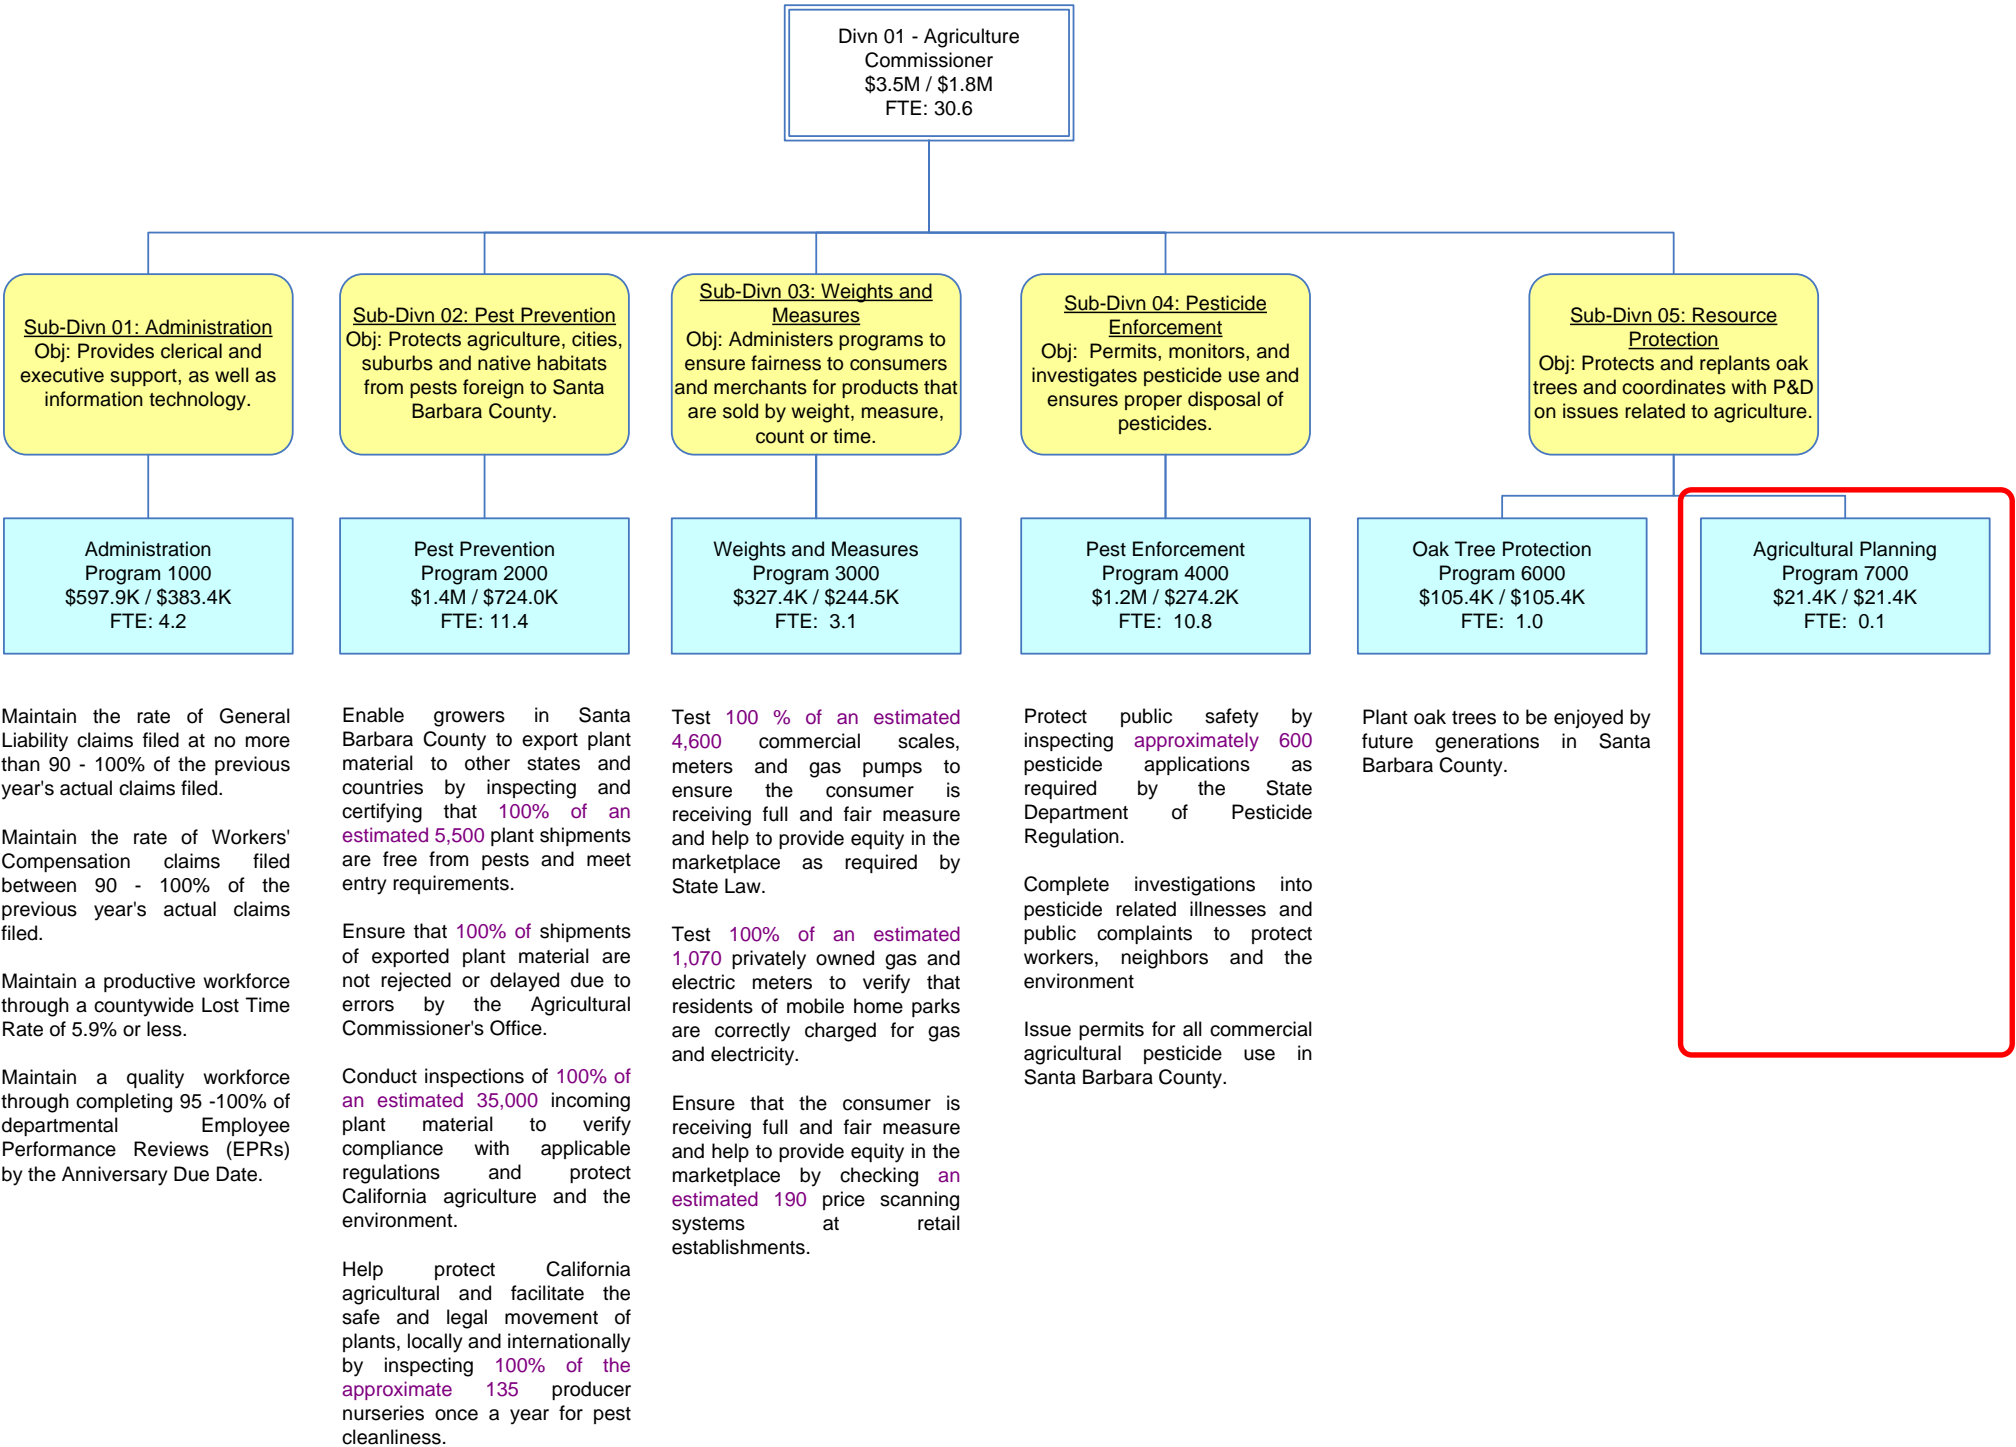 Divn 01 - Agriculture
Commissioner
$3.5M / $1.8M
FTE: 30.6
Sub-Divn 01: Administration
Obj: Provides clerical and
executive support, as well as
information technology.
Sub-Divn 02: Pest Prevention
Obj: Protects agriculture, cities,
suburbs and native habitats
from pests foreign to Santa
Barbara County.
Sub-Divn 03: Weights and
Measures
Obj: Administers programs to
ensure fairness to consumers
and merchants for products that
are sold by weight, measure,
count or time.
Sub-Divn 04: Pesticide
Enforcement
Obj:  Permits, monitors, and
investigates pesticide use and
ensures proper disposal of
pesticides.
Sub-Divn 05: Resource
Protection
Obj: Protects and replants oak
trees and coordinates with P&D
on issues related to agriculture.
Administration
Program 1000
$597.9K / $383.4K
FTE: 4.2
Pest Prevention
Program 2000
$1.4M / $724.0K
FTE: 11.4
Weights and Measures
Program 3000
$327.4K / $244.5K
FTE:  3.1
Pest Enforcement
Program 4000
$1.2M / $274.2K
FTE:  10.8
Oak Tree Protection
Program 6000
$105.4K / $105.4K
FTE:  1.0
Agricultural Planning
Program 7000
$21.4K / $21.4K
FTE:  0.1
Maintain the rate of General
Liability claims filed at no more
than 90 - 100% of the previous
year's actual claims filed.
Maintain the rate of Workers'
Compensation claims filed
between 90 - 100% of the
previous year's actual claims
filed.
Maintain a productive workforce
through a countywide Lost Time
Rate of 5.9% or less.
Maintain a quality workforce
through completing 95 -100% of
departmental Employee
Performance Reviews (EPRs)
by the Anniversary Due Date.
Enable growers in Santa
Barbara County to export plant
material to other states and
countries by inspecting and
certifying that 100% of an
estimated 5,500 plant shipments
are free from pests and meet
entry requirements.
Ensure that 100% of shipments
of exported plant material are
not rejected or delayed due to
errors by the Agricultural
Commissioner's Office.
Conduct inspections of 100% of
an estimated 35,000 incoming
plant material to verify
compliance with applicable
regulations and protect
California agriculture and the
environment.
Help protect California
agricultural and facilitate the
safe and legal movement of
plants, locally and internationally
by inspecting 100% of the
approximate 135 producer
nurseries once a year for pest
cleanliness.
Test 100 % of an estimated
4,600 commercial scales,
meters and gas pumps to
ensure the consumer is
receiving full and fair measure
and help to provide equity in the
marketplace as required by
State Law.
Test 100% of an estimated
1,070 privately owned gas and
electric meters to verify that
residents of mobile home parks
are correctly charged for gas
and electricity.
Ensure that the consumer is
receiving full and fair measure
and help to provide equity in the
marketplace by checking an
estimated 190 price scanning
systems at retail
establishments.
Protect public safety by
inspecting approximately 600
pesticide applications as
required by the State
Department of Pesticide
Regulation.
Complete investigations into
pesticide related illnesses and
public complaints to protect
workers, neighbors and the
environment
Issue permits for all commercial
agricultural pesticide use in
Santa Barbara County.
Plant oak trees to be enjoyed by
future generations in Santa
Barbara County.